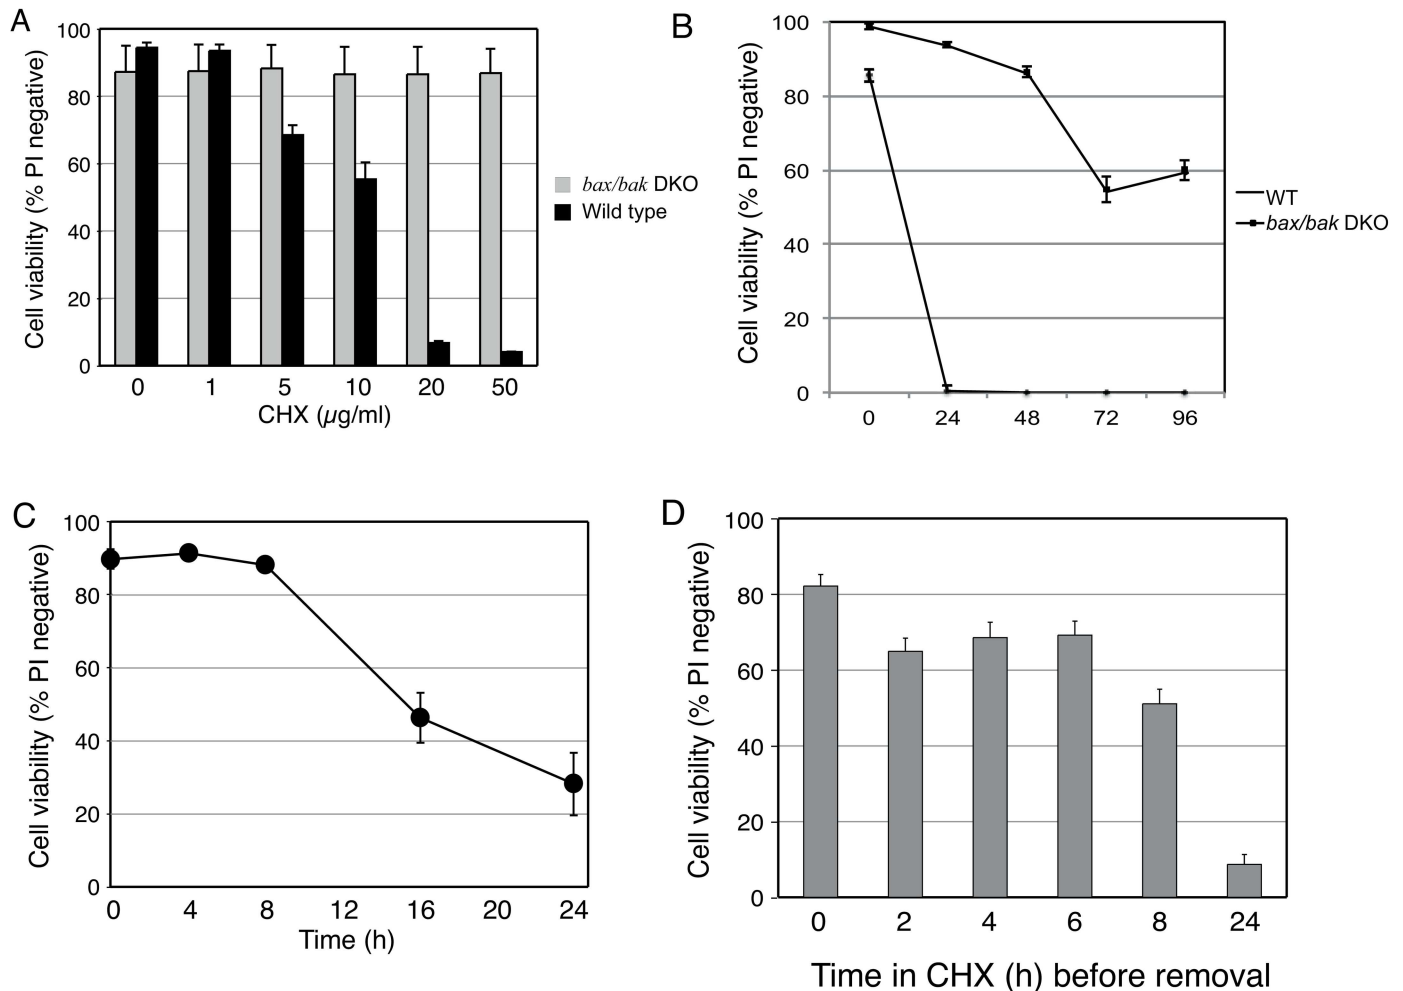 A
Cell viability (% PI negative)
100
80
60
40
20
0
0 1 5 10 20 50
CHX (µg/ml)
bax/bak DKO
Wild type
B
Cell viability (% PI negative)
100
80
60
40
20
0
0 24 48 72 96
WT
bax/bak DKO
C
Cell viability (% PI negative)
100
80
60
40
20
0
0 4 8 12 16 20 24
Time (h)
D
Cell viability (% PI negative)
100
80
60
40
20
0
0 2 4 6 8 24
Time in CHX (h) before removal